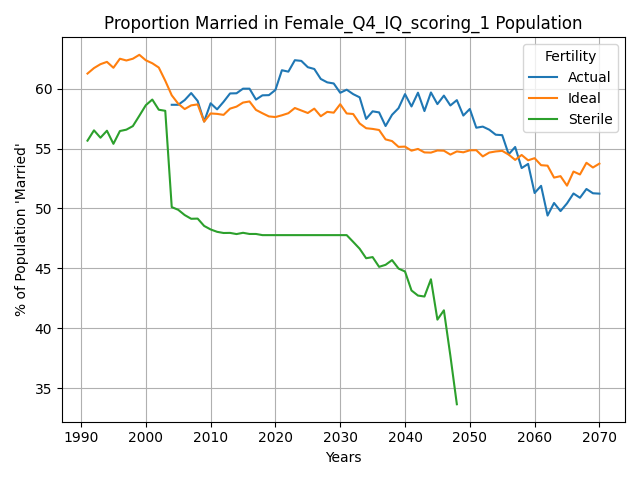 Proportion Married in Female_Q4_IQ_scoring_1 Population
Fertility
Actual
Ideal
Sterile
% of Population 'Married'
60
55
50
45
40
35
1990 2000 2010 2020 2030 2040 2050 2060 2070
Years